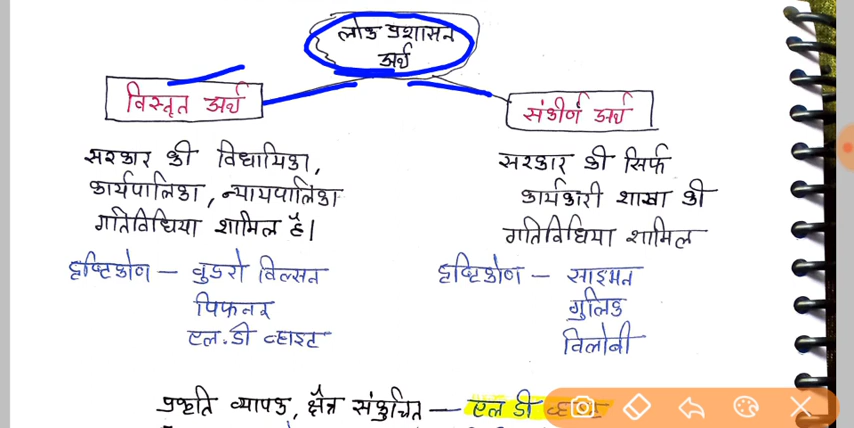 लोक प्रशासन
अर्थ
विस्तृत अर्थ
संकीर्ण अर्थ
सरकार की विधायिका,
कार्यपालिका, न्यायपालिका
गतिविधिया शामिल है।
सरकार की सिर्फ
कार्यकारी शाखा की
गतिविधिया शामिल
दृष्टिकोण – वुडरो विल्सन
पिफनर
एल.डी व्हाइट
दृष्टिकोण – साइमन
गुलिक
विलोबी
प्रकृति व्यापक, क्षेत्र संकुचित – एल डी